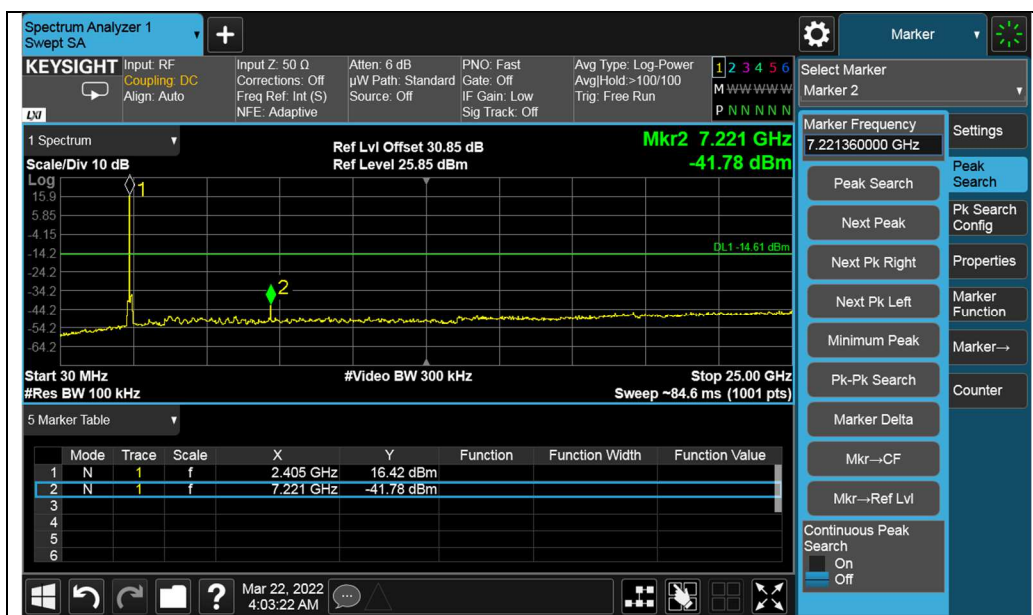 Spectrum Analyzer 1
Swept SA
Marker
KEYSIGHT
LXI
Input: RF
Coupling: DC
Align: Auto
Input Z: 50 Ω
Corrections: Off
Freq Ref: Int (S)
NFE: Adaptive
Atten: 6 dB
µW Path: Standard
Source: Off
PNO: Fast
Gate: Off
IF Gain: Low
Sig Track: Off
Avg Type: Log-Power
Avg|Hold:>100/100
Trig: Free Run
1 2 3 4 5 6
M W W W W W
P N N N N N
Select Marker
Marker 2
1 Spectrum
Scale/Div 10 dB
Ref Lvl Offset 30.85 dB
Ref Level 25.85 dBm
Mkr2 7.221 GHz
-41.78 dBm
Log
15.9
5.85
-4.15
-14.2
-24.2
-34.2
-44.2
-54.2
-64.2
1
2
DL1 -14.61 dBm
Start 30 MHz
#Video BW 300 kHz
Stop 25.00 GHz
#Res BW 100 kHz
Sweep ~84.6 ms (1001 pts)
5 Marker Table
Mode Trace Scale X Y Function Function Width Function Value
1 N 1 f 2.405 GHz 16.42 dBm
2 N 1 f 7.221 GHz -41.78 dBm
3
4
5
6
Marker Frequency
7.221360000 GHz
Peak Search
Next Peak
Next Pk Right
Next Pk Left
Minimum Peak
Pk-Pk Search
Marker Delta
Mkr→CF
Mkr→Ref Lvl
Continuous Peak
Search
On
Off
Settings
Peak
Search
Pk Search
Config
Properties
Marker
Function
Marker→
Counter
?
Mar 22, 2022
4:03:22 AM